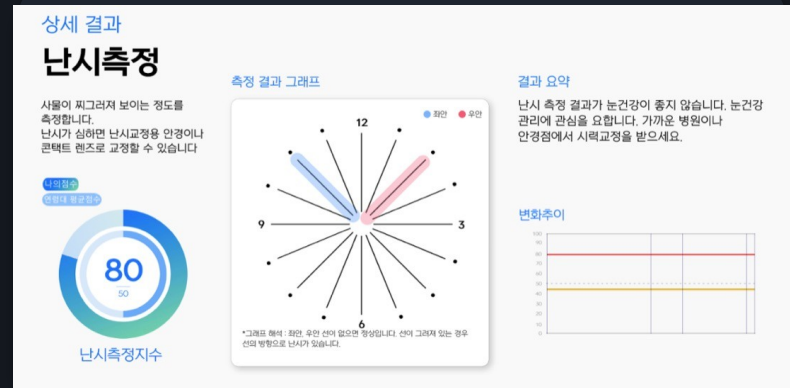 상세 결과
난시측정
사물이 찌그러져 보이는 정도를
측정합니다.
난시가 심하면 난시교정용 안경이나
콘택트 렌즈로 교정할 수 있습니다
나의점수
연령대 평균점수
80
50
난시측정지수
측정 결과 그래프
좌안
우안
12
9
3
6
*그래프 해석 : 좌안, 우안 선이 없으면 정상입니다. 선이 그려져 있는 경우
선의 방향으로 난시가 있습니다.
결과 요약
난시 측정 결과가 눈건강이 좋지 않습니다. 눈건강
관리에 관심을 요합니다. 가까운 병원이나
안경점에서 시력교정을 받으세요.
변화추이
100
90
80
70
60
50
40
30
20
10
0